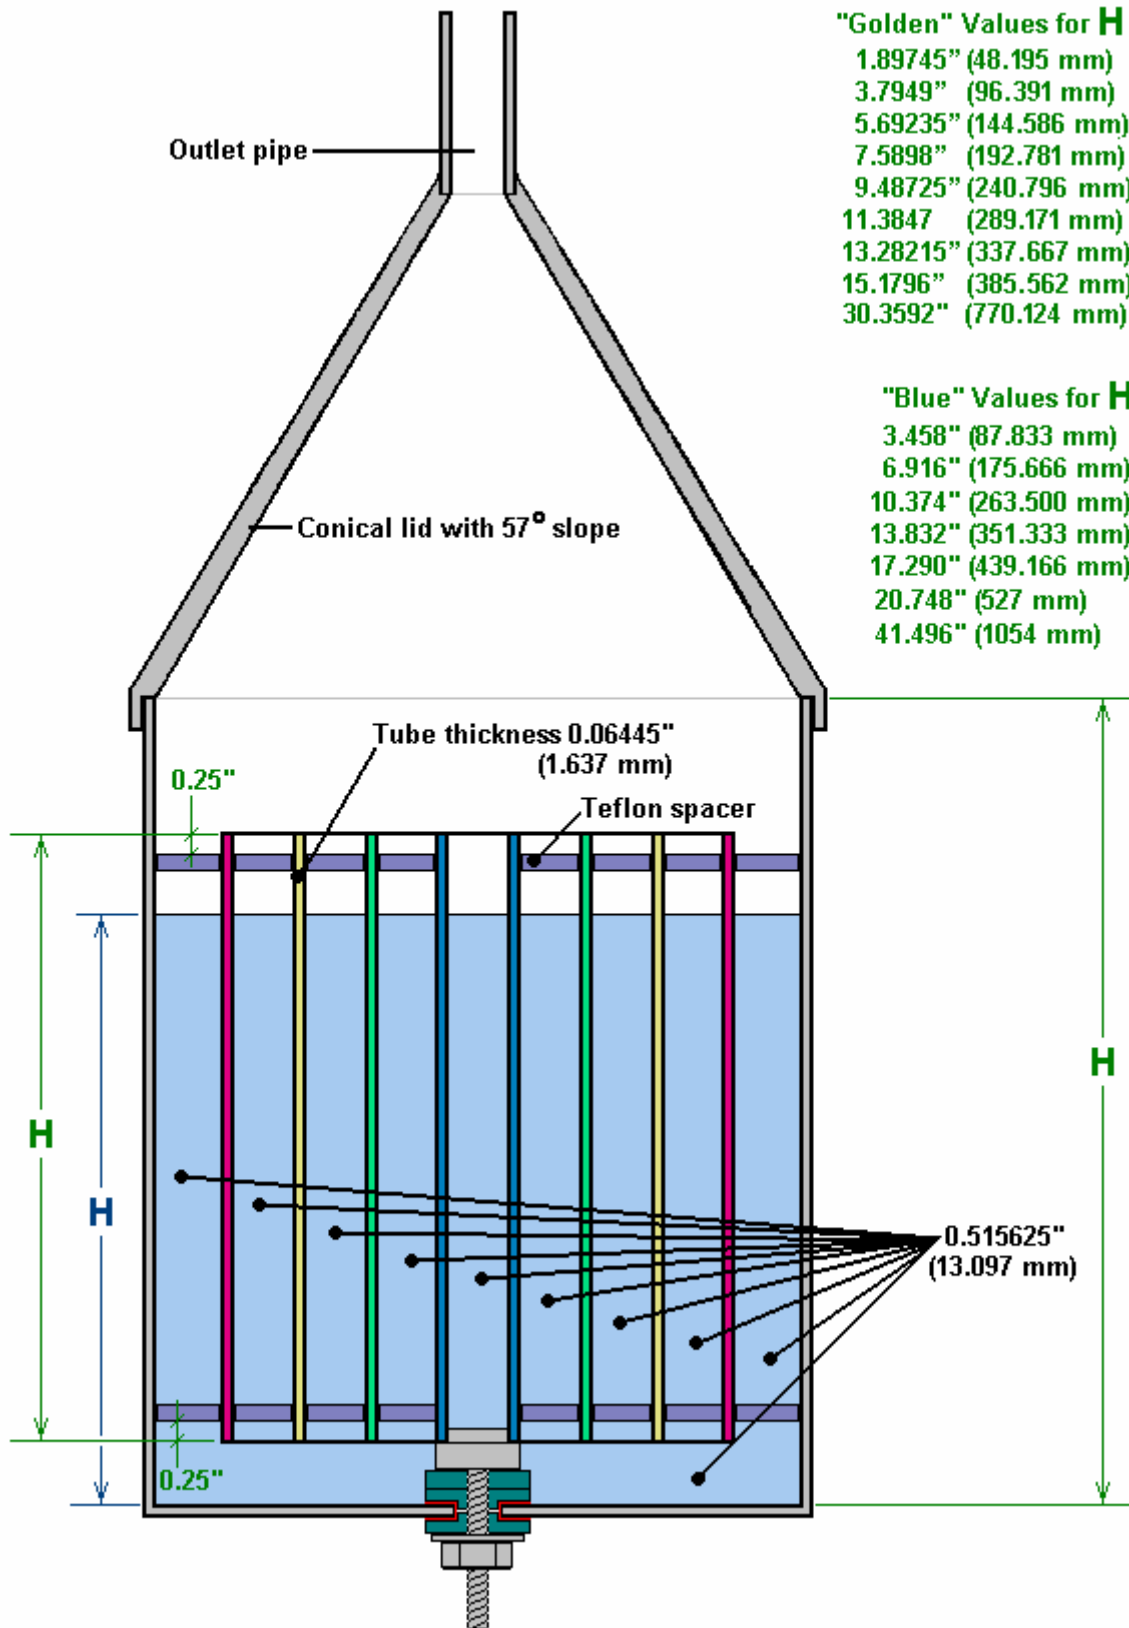 "Golden" Values for H
1.89745” (48.195 mm)
3.7949” (96.391 mm)
5.69235” (144.586 mm)
7.5898” (192.781 mm)
9.48725” (240.796 mm)
11.3847 (289.171 mm)
13.28215” (337.667 mm)
15.1796” (385.562 mm)
30.3592" (770.124 mm)
Outlet pipe
"Blue" Values for H
3.458" (87.833 mm)
6.916" (175.666 mm)
10.374" (263.500 mm)
13.832" (351.333 mm)
17.290" (439.166 mm)
20.748" (527 mm)
41.496" (1054 mm)
Conical lid with 57° slope
Tube thickness 0.06445"
(1.637 mm)
0.25"
Teflon spacer
H
H
H
0.515625"
(13.097 mm)
0.25"